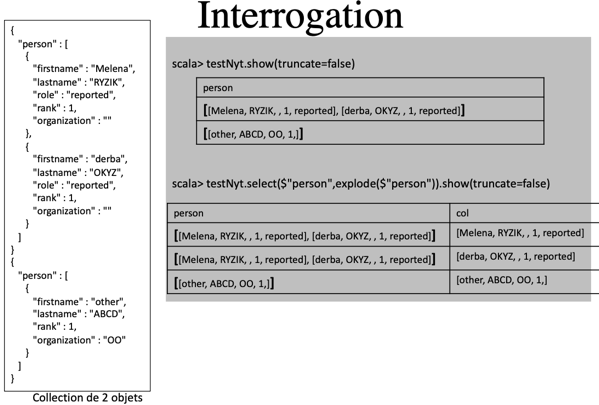 Interrogation
{
"person" : [
{
"firstname" : "Melena",
"lastname" : "RYZIK",
"role" : "reported",
"rank" : 1,
"organization" : ""
},
{
"firstname" : "derba",
"lastname" : "OKYZ",
"role" : "reported",
"rank" : 1,
"organization" : ""
}
]
}
{
"person" : [
{
"firstname" : "other",
"lastname" : "ABCD",
"rank" : 1,
"organization" : "OO"
}
]
}
Collection de 2 objets
scala> testNyt.show(truncate=false)
person
[[Melena, RYZIK, , 1, reported], [derba, OKYZ, , 1, reported]]
[[other, ABCD, OO, 1,]]
scala> testNyt.select($"person",explode($"person")).show(truncate=false)
person col
[[Melena, RYZIK, , 1, reported], [derba, OKYZ, , 1, reported]] [Melena, RYZIK, , 1, reported]
[[Melena, RYZIK, , 1, reported], [derba, OKYZ, , 1, reported]] [derba, OKYZ, , 1, reported]
[[other, ABCD, OO, 1,]] [other, ABCD, OO, 1,]